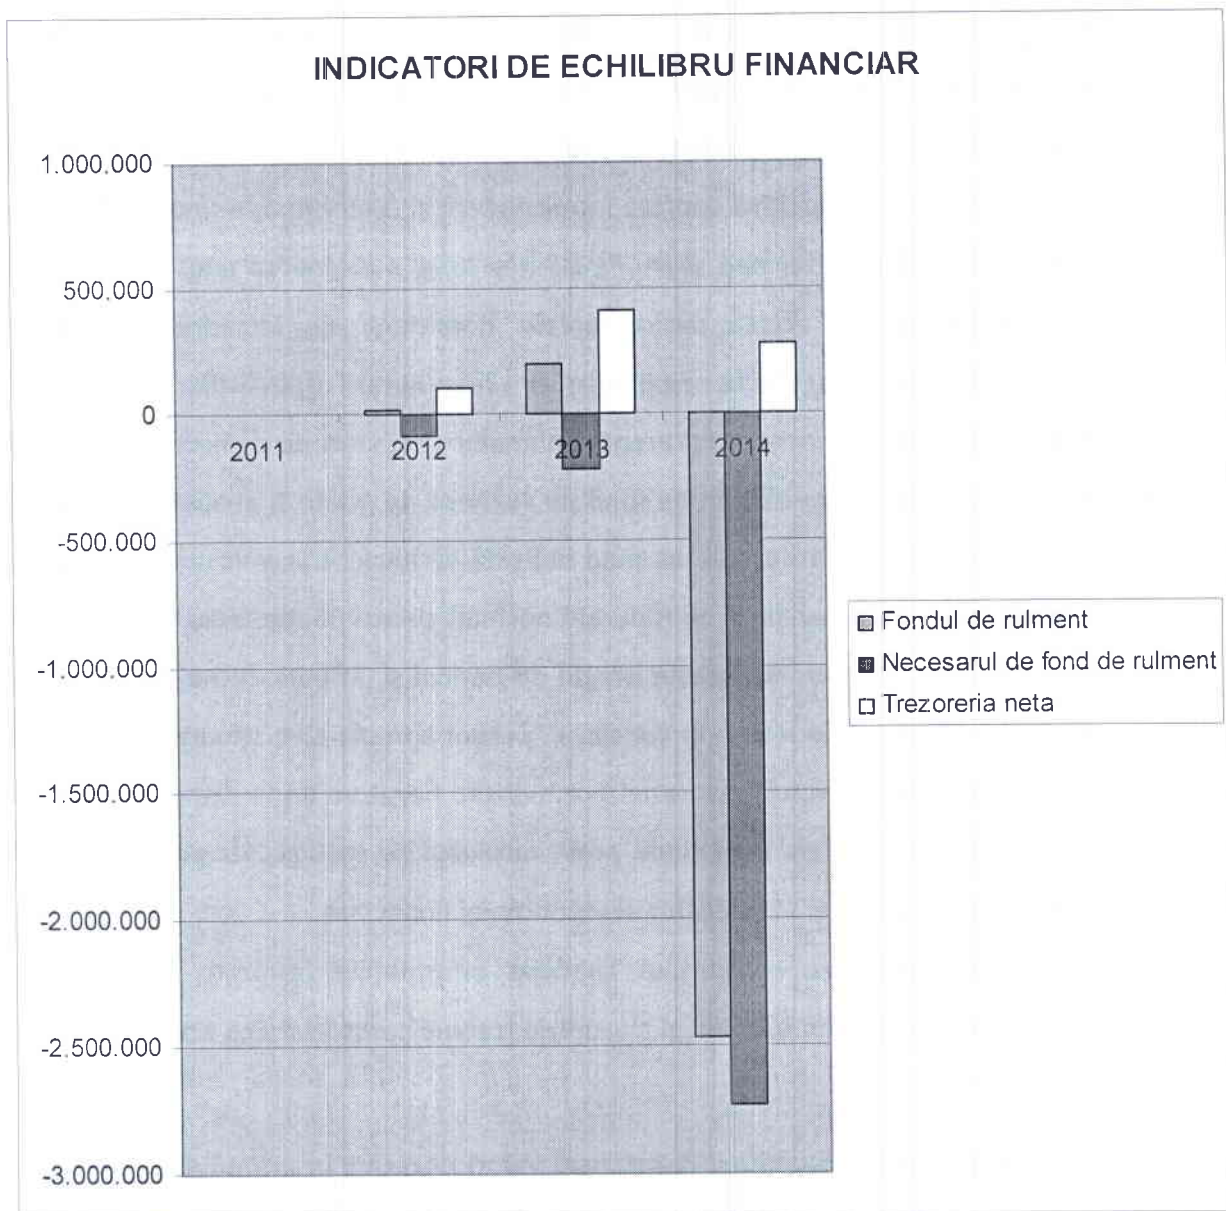 INDICATORI DE ECHILIBRU FINANCIAR
1.000.000
500.000
0
2011 2012 2013 2014
-500.000
-1.000.000
-1.500.000
-2.000.000
-2.500.000
-3.000.000
Fondul de rulment
Necesarul de fond de rulment
Trezoreria neta